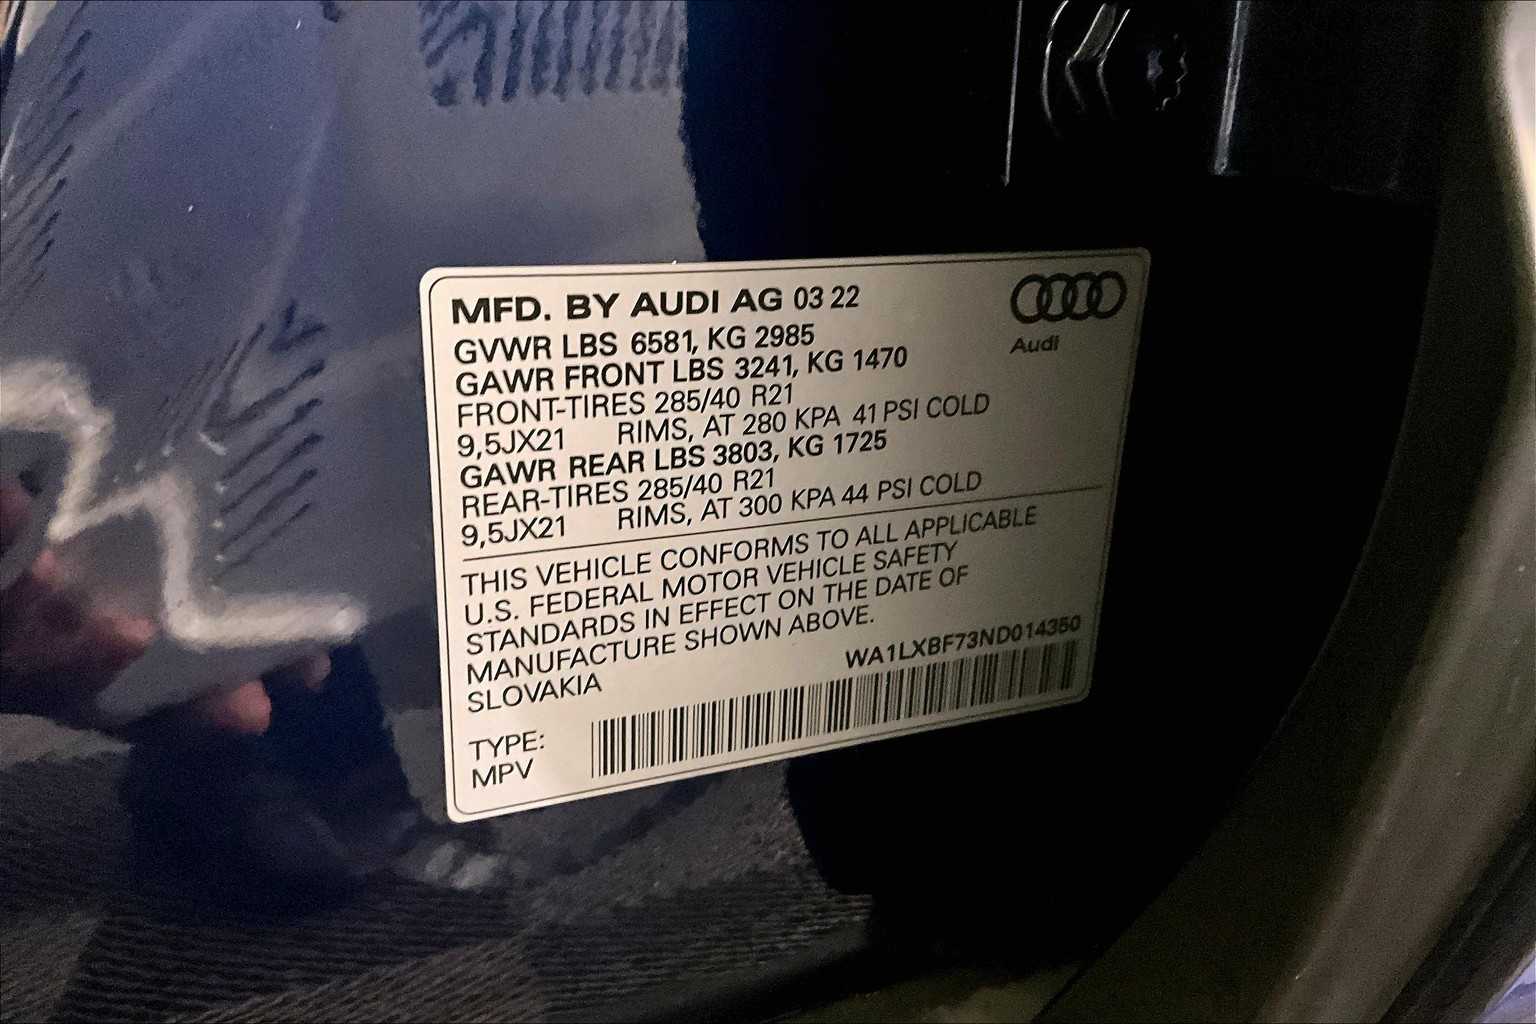 MFD. BY AUDI AG 03 22
GVWR LBS 6581, KG 2985
GAWR FRONT LBS 3241, KG 1470
FRONT-TIRES 285/40 R21
9,5JX21 RIMS, AT 280 KPA 41 PSI COLD
GAWR REAR LBS 3803, KG 1725
REAR-TIRES 285/40 R21
9,5JX21 RIMS, AT 300 KPA 44 PSI COLD
Audi
THIS VEHICLE CONFORMS TO ALL APPLICABLE
U.S. FEDERAL MOTOR VEHICLE SAFETY
STANDARDS IN EFFECT ON THE DATE OF
MANUFACTURE SHOWN ABOVE.
SLOVAKIA
WA1LXBF73ND014350
TYPE:
MPV